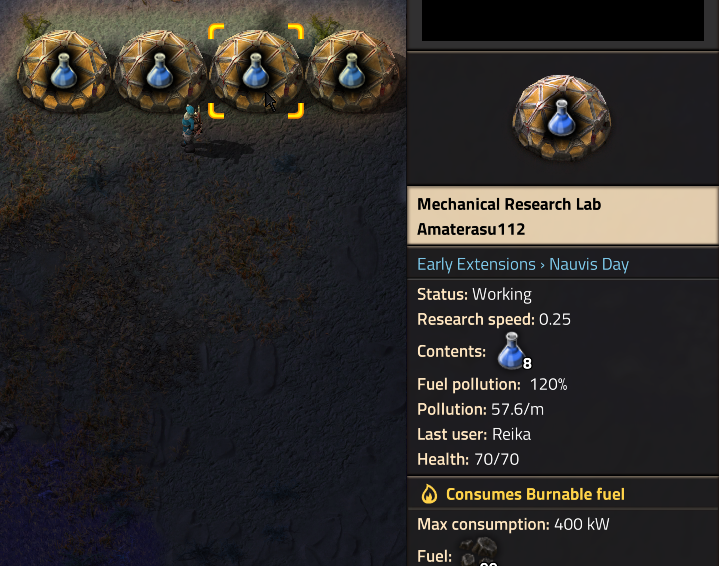 Mechanical Research Lab
Amaterasu112
Early Extensions › Nauvis Day
Status: Working
Research speed: 0.25
Contents: 8
Fuel pollution: 120%
Pollution: 57.6/m
Last user: Reika
Health: 70/70
Consumes Burnable fuel
Max consumption: 400 kW
Fuel: